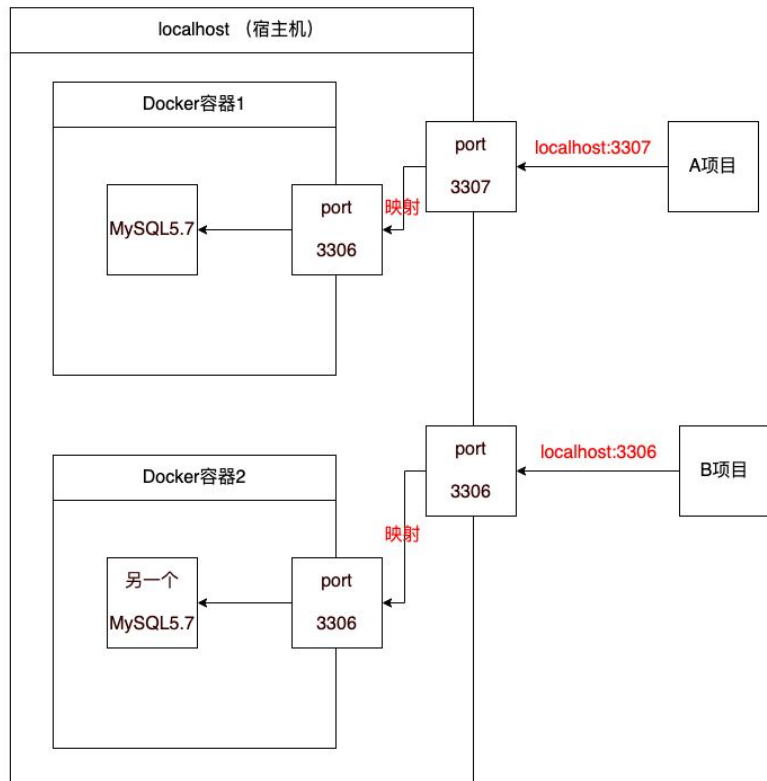 localhost （宿主机）
Docker容器1
port
3307
localhost:3307
A项目
MySQL5.7
port
3306
映射
port
3306
localhost:3306
B项目
Docker容器2
映射
另一个
MySQL5.7
port
3306